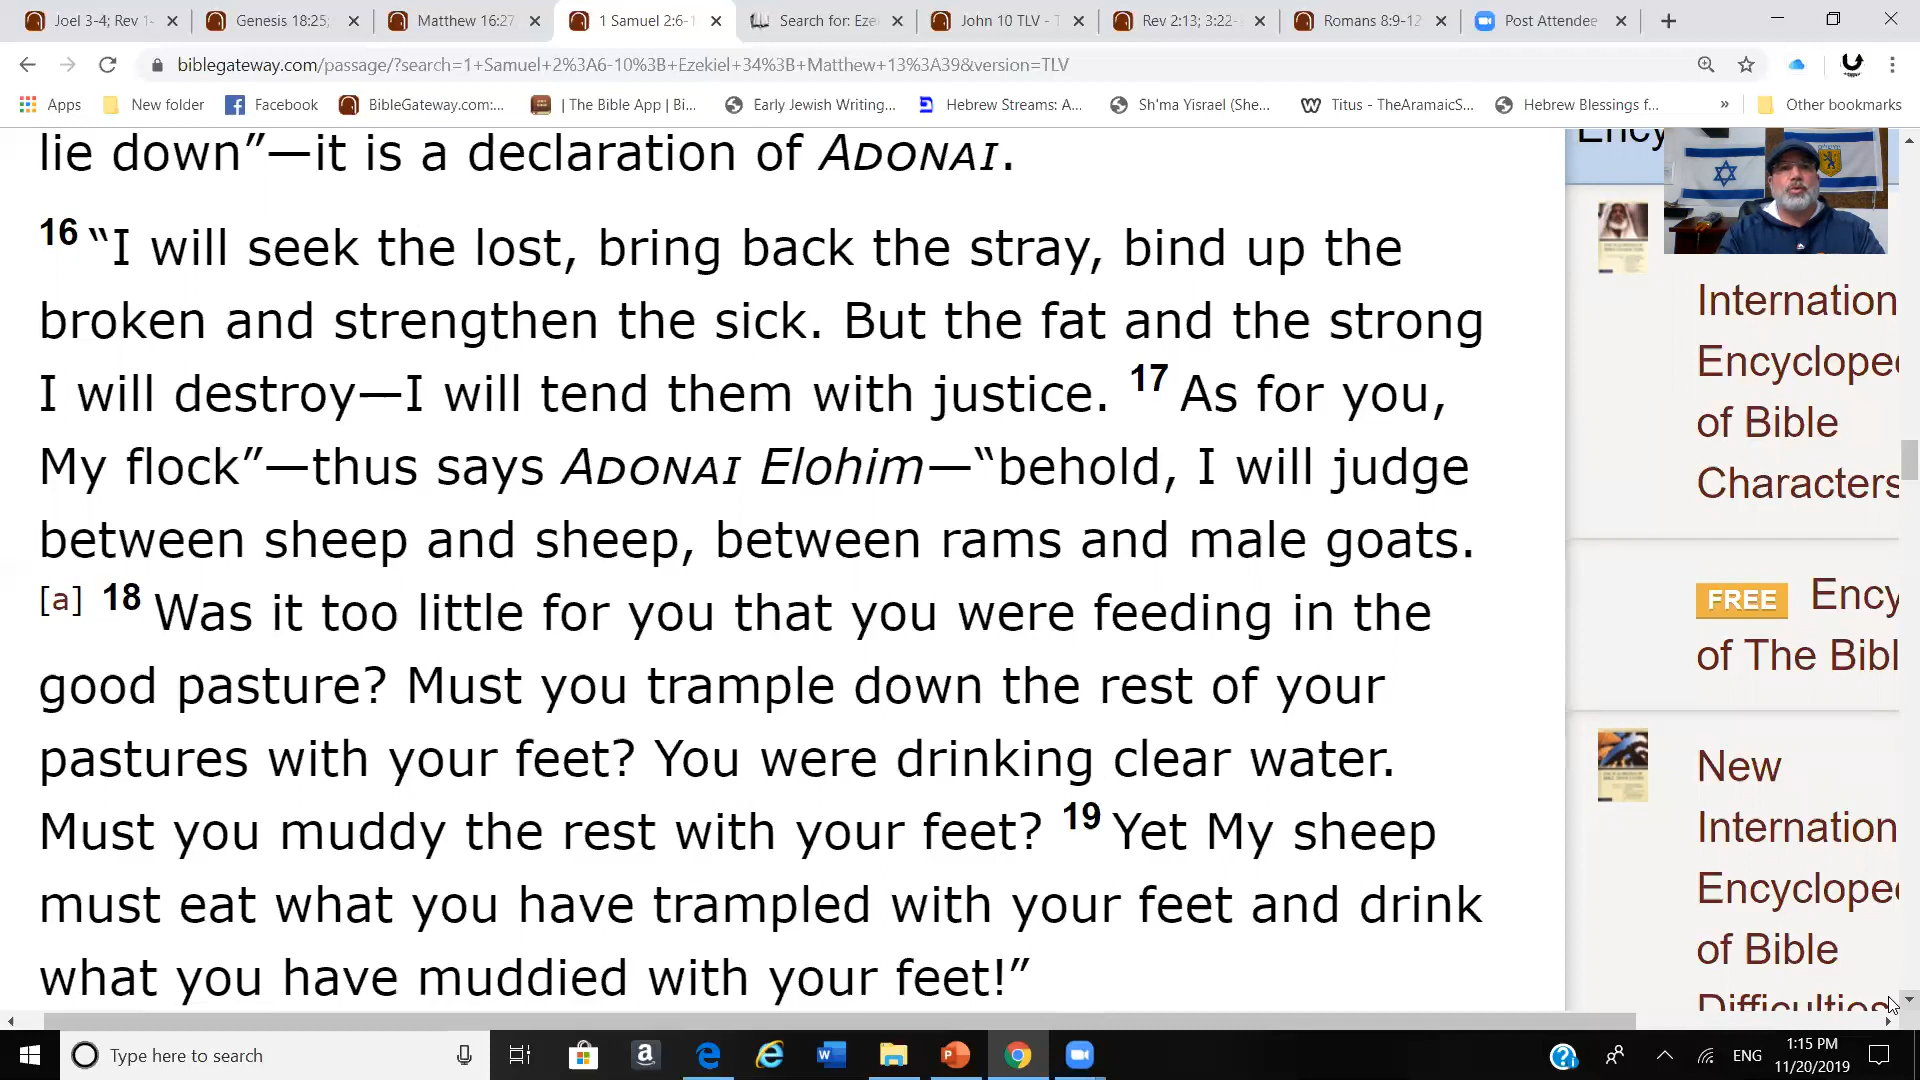 Joel 3-4; Rev 1-
Genesis 18:25;
Matthew 16:27
1 Samuel 2:6-1
Search for: Eze
John 10 TLV - T
Rev 2:13; 3:22-
Romans 8:9-12
Post Attendee
biblegateway.com/passage/?search=1+Samuel+2%3A6-10%3B+Ezekiel+34%3B+Matthew+13%3A39&version=TLV
Apps
New folder
Facebook
BibleGateway.com:...
| The Bible App | Bi...
Early Jewish Writing...
Hebrew Streams: A...
Sh'ma Yisrael (She...
Titus - TheAramaicS...
Hebrew Blessings f...
»
Other bookmarks
lie down”—it is a declaration of ADONAI.
16 “I will seek the lost, bring back the stray, bind up the
broken and strengthen the sick. But the fat and the strong
I will destroy—I will tend them with justice. 17 As for you,
My flock”—thus says ADONAI Elohim—“behold, I will judge
between sheep and sheep, between rams and male goats.
[a] 18 Was it too little for you that you were feeding in the
good pasture? Must you trample down the rest of your
pastures with your feet? You were drinking clear water.
Must you muddy the rest with your feet? 19 Yet My sheep
must eat what you have trampled with your feet and drink
what you have muddied with your feet!”
Ency
Internation
Encyclope
of Bible
Characters
FREE Ency
of The Bibl
New
Internation
Encyclope
of Bible
Difficulties
Type here to search
ENG
1:15 PM
11/20/2019